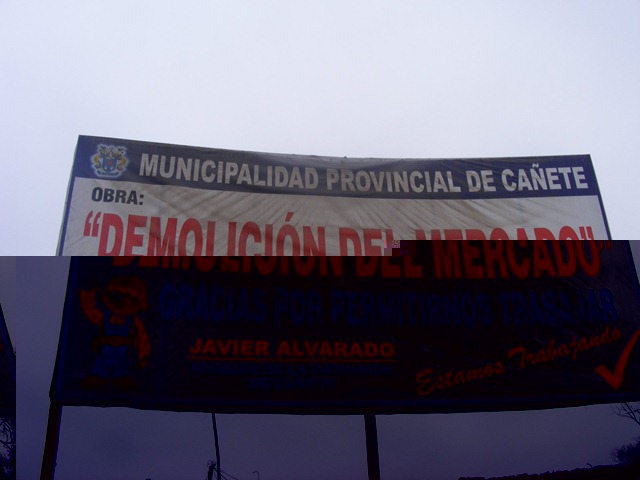 MUNICIPALIDAD PROVINCIAL DE CAÑETE
OBRA:
"DEMOLICIÓN DEL MERCADO"
GRACIAS POR PERMITIRNOS TRABAJAR
JAVIER ALVARADO
Estamos Trabajando